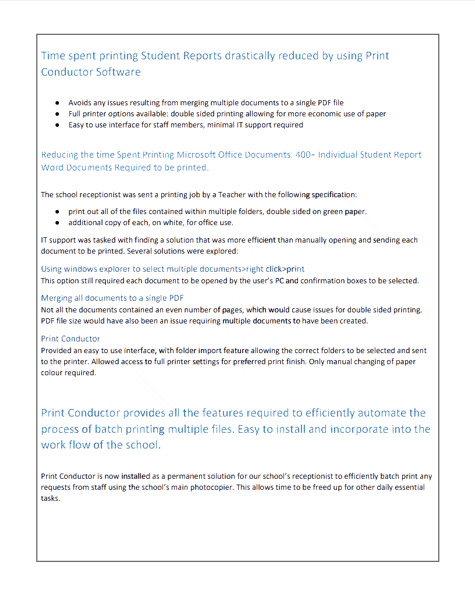 Time spent printing Student Reports drastically reduced by using Print
Conductor Software
● Avoids any issues resulting from merging multiple documents to a single PDF file
● Full printer options available: double sided printing allowing for more economic use of paper
● Easy to use interface for staff members, minimal IT support required
Reducing the time Spent Printing Microsoft Office Documents: 400+ Individual Student Report
Word Documents Required to be printed.
The school receptionist was sent a printing job by a Teacher with the following specification:
● print out all of the files contained within multiple folders, double sided on green paper.
● additional copy of each, on white, for office use.
IT support was tasked with finding a solution that was more efficient than manually opening and sending each
document to be printed. Several solutions were explored:
Using windows explorer to select multiple documents>right click>print
This option still required each document to be opened by the user's PC and confirmation boxes to be selected.
Merging all documents to a single PDF
Not all the documents contained an even number of pages, which would cause issues for double sided printing.
PDF file size would have also been an issue requiring multiple documents to have been created.
Print Conductor
Provided an easy to use interface, with folder import feature allowing the correct folders to be selected and sent
to the printer. Allowed access to full printer settings for preferred print finish. Only manual changing of paper
colour required.
Print Conductor provides all the features required to efficiently automate the
process of batch printing multiple files. Easy to install and incorporate into the
work flow of the school.
Print Conductor is now installed as a permanent solution for our school's receptionist to efficiently batch print any
requests from staff using the school's main photocopier. This allows time to be freed up for other daily essential
tasks.